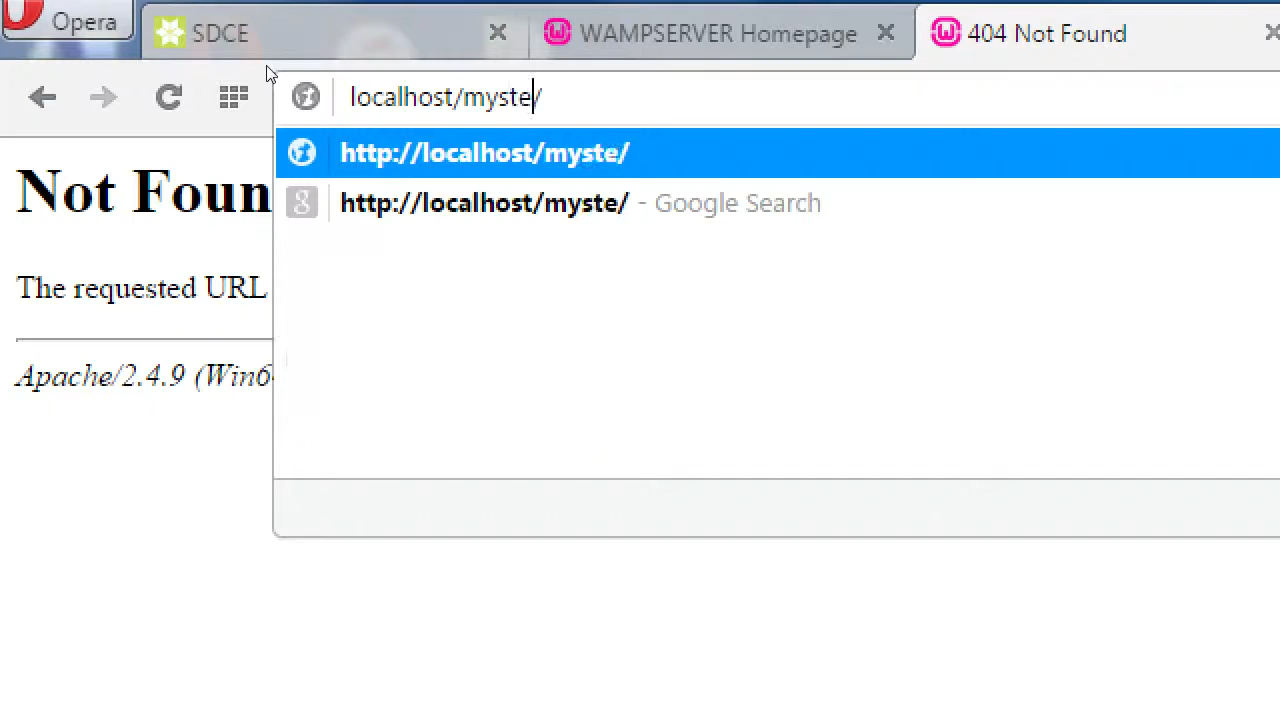 Opera
SDCE
WAMPSERVER Homepage
404 Not Found
localhost/myste/
http://localhost/myste/
http://localhost/myste/ - Google Search
Not Foun
The requested URL
Apache/2.4.9 (Win6